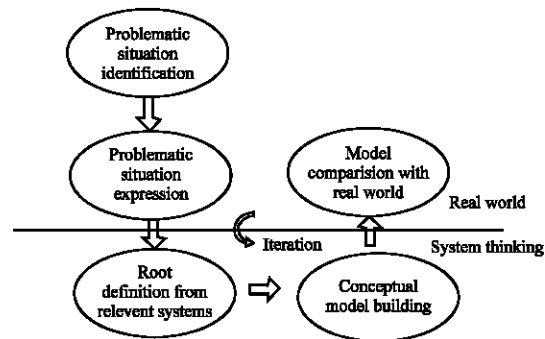 Problematic
situation
identification
Problematic
situation
expression
Model
comparision with
real world
Real world
Iteration
System thinking
Root
definition from
relevent systems
Conceptual
model building